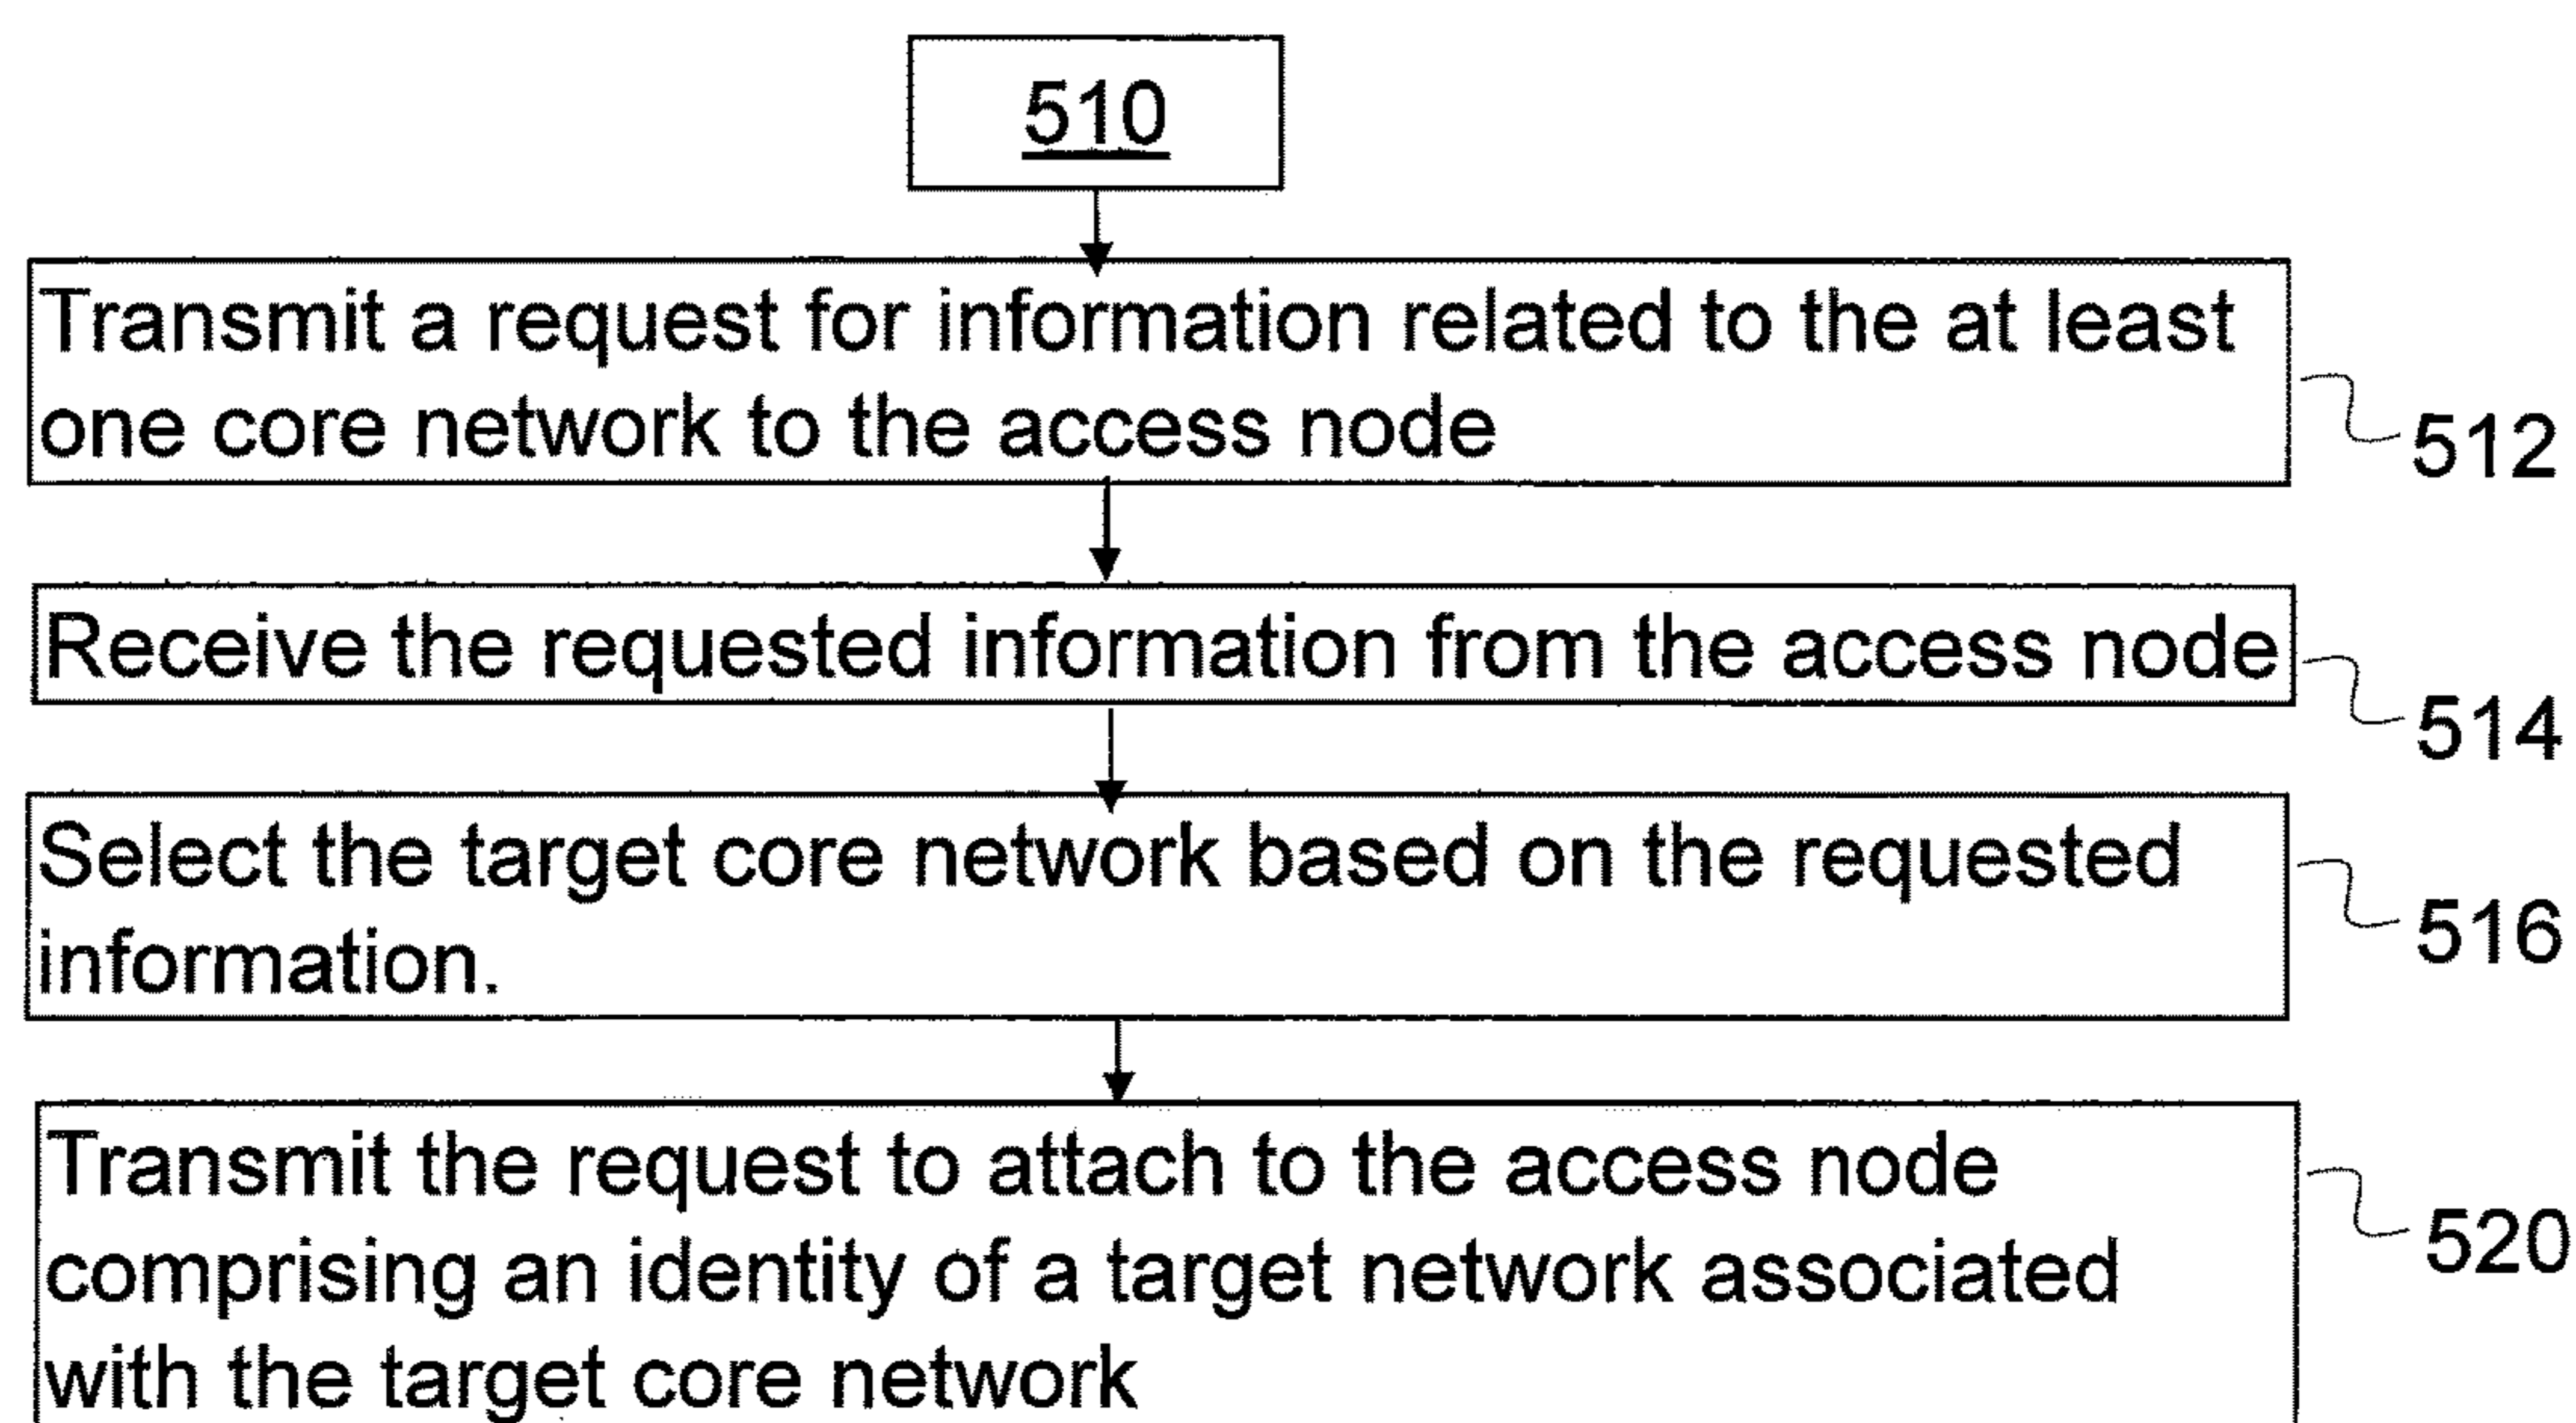 510
Transmit a request for information related to the at least
one core network to the access node
512
Receive the requested information from the access node
514
Select the target core network based on the requested
information.
516
Transmit the request to attach to the access node
comprising an identity of a target network associated
with the target core network
520